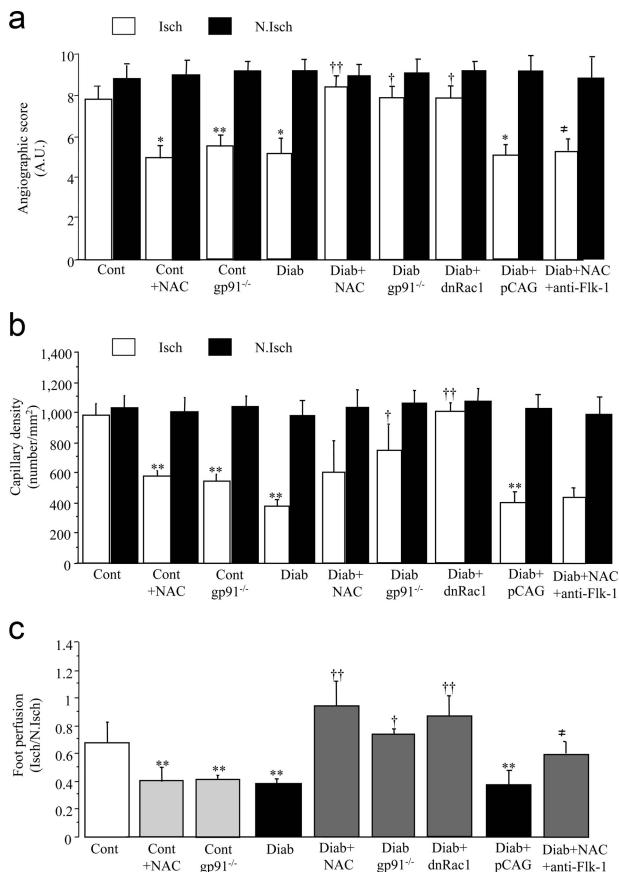 a
Isch N.Isch
Angiographic score
(A.U.)
10
8
6
4
2
0
* ** * †† † † * ≠
Cont Cont Cont Diab Diab+ Diab Diab+ Diab+ Diab+NAC
+NAC gp91-/- NAC gp91-/- dnRac1 pCAG +anti-Flk-1
b
Isch N.Isch
Capillary density
(number/mm²)
1,400
1,200
1,000
800
600
400
200
0
** ** ** † †† **
Cont Cont Cont Diab Diab+ Diab Diab+ Diab+ Diab+NAC
+NAC gp91-/- NAC gp91-/- dnRac1 pCAG +anti-Flk-1
c
Foot perfusion
(Isch/N.Isch)
1.4
1.2
1
0.8
0.6
0.4
0.2
0
** ** ** †† † †† ** ≠
Cont Cont Cont Diab Diab+ Diab Diab+ Diab+ Diab+NAC
+NAC gp91-/- NAC gp91-/- dnRac1 pCAG +anti-Flk-1